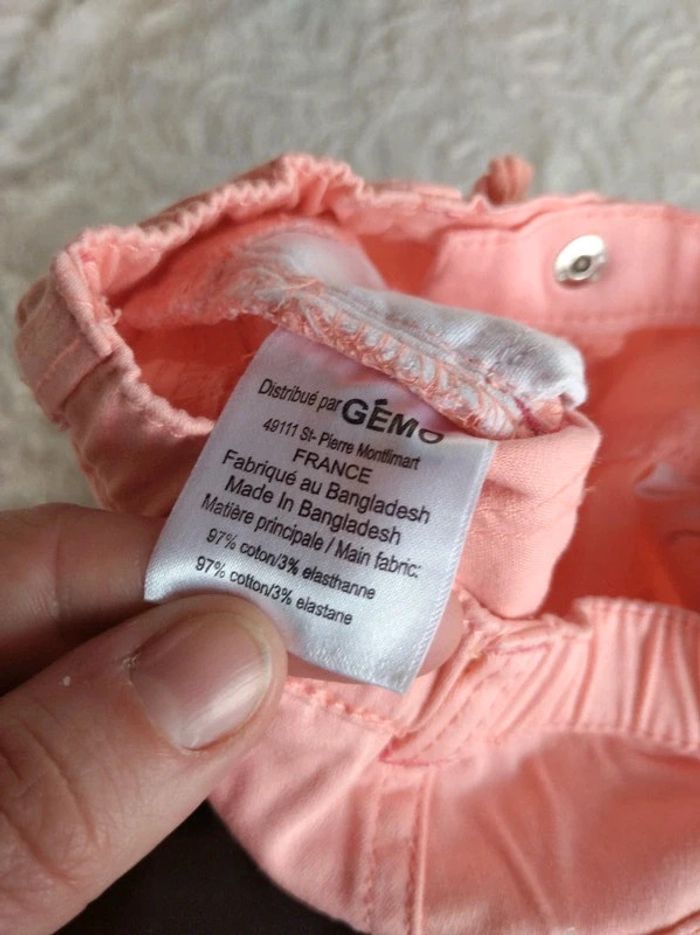 Distribué par GÉMO
49111 St- Pierre Montlimart
FRANCE
Fabriqué au Bangladesh
Made In Bangladesh
Matière principale / Main fabric:
97% coton/3% elasthanne
97% cotton/3% elastane